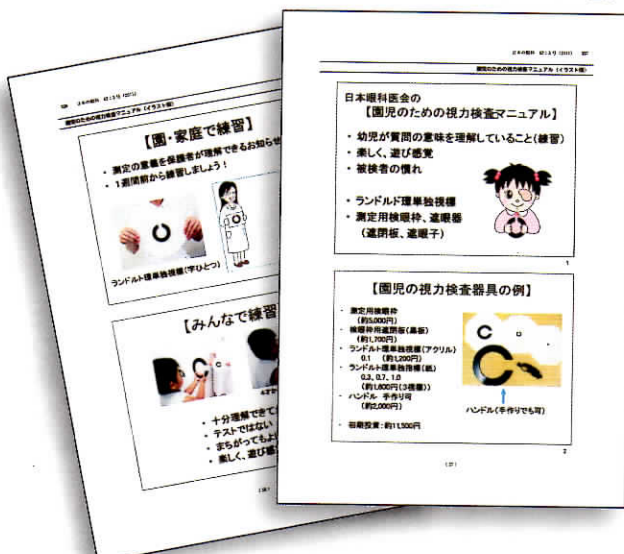 園児のための視力検査マニュアル（イラスト版）
【園・家庭で練習】
・ 測定の意義を保護者が理解できるお知らせ
・ 1週間前から練習しましょう！
ランドルト環単独視標（字ひとつ）
【みんなで練習
・ 十分理解できて
・ テストではない
・ まちがってもよ
・ 楽しく、遊び感
園児のための視力検査マニュアル（イラスト版）
日本眼科医会の
【園児のための視力検査マニュアル】
・ 幼児が質問の意味を理解していること（練習）
・ 楽しく、遊び感覚
・ 被検者の慣れ
・ ランドルト環単独視標
・ 測定用検眼枠、遮眼器
（遮閉板、遮眼子）
1
【園児の視力検査器具の例】
・ 測定用検眼枠
（約5,000円）
・ 検眼枠用遮閉板（黒板）
（約1,700円）
・ ランドルト環単独視標（アクリル）
0.1 （約1,200円）
・ ランドルト環単独指標（紙）
0.3、0.7、1.0
（約1,600円（3視標））
・ ハンドル 手作り可
（約2,000円）
・ 初期投資：約11,500円
ハンドル（手作りでも可）
2